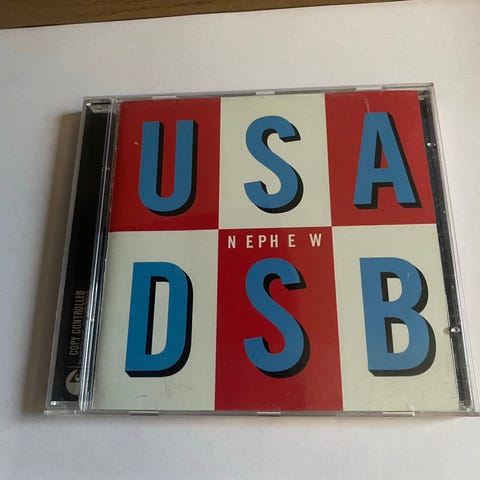 USA
NEPHEW
DSB
COPY CONTROLLED